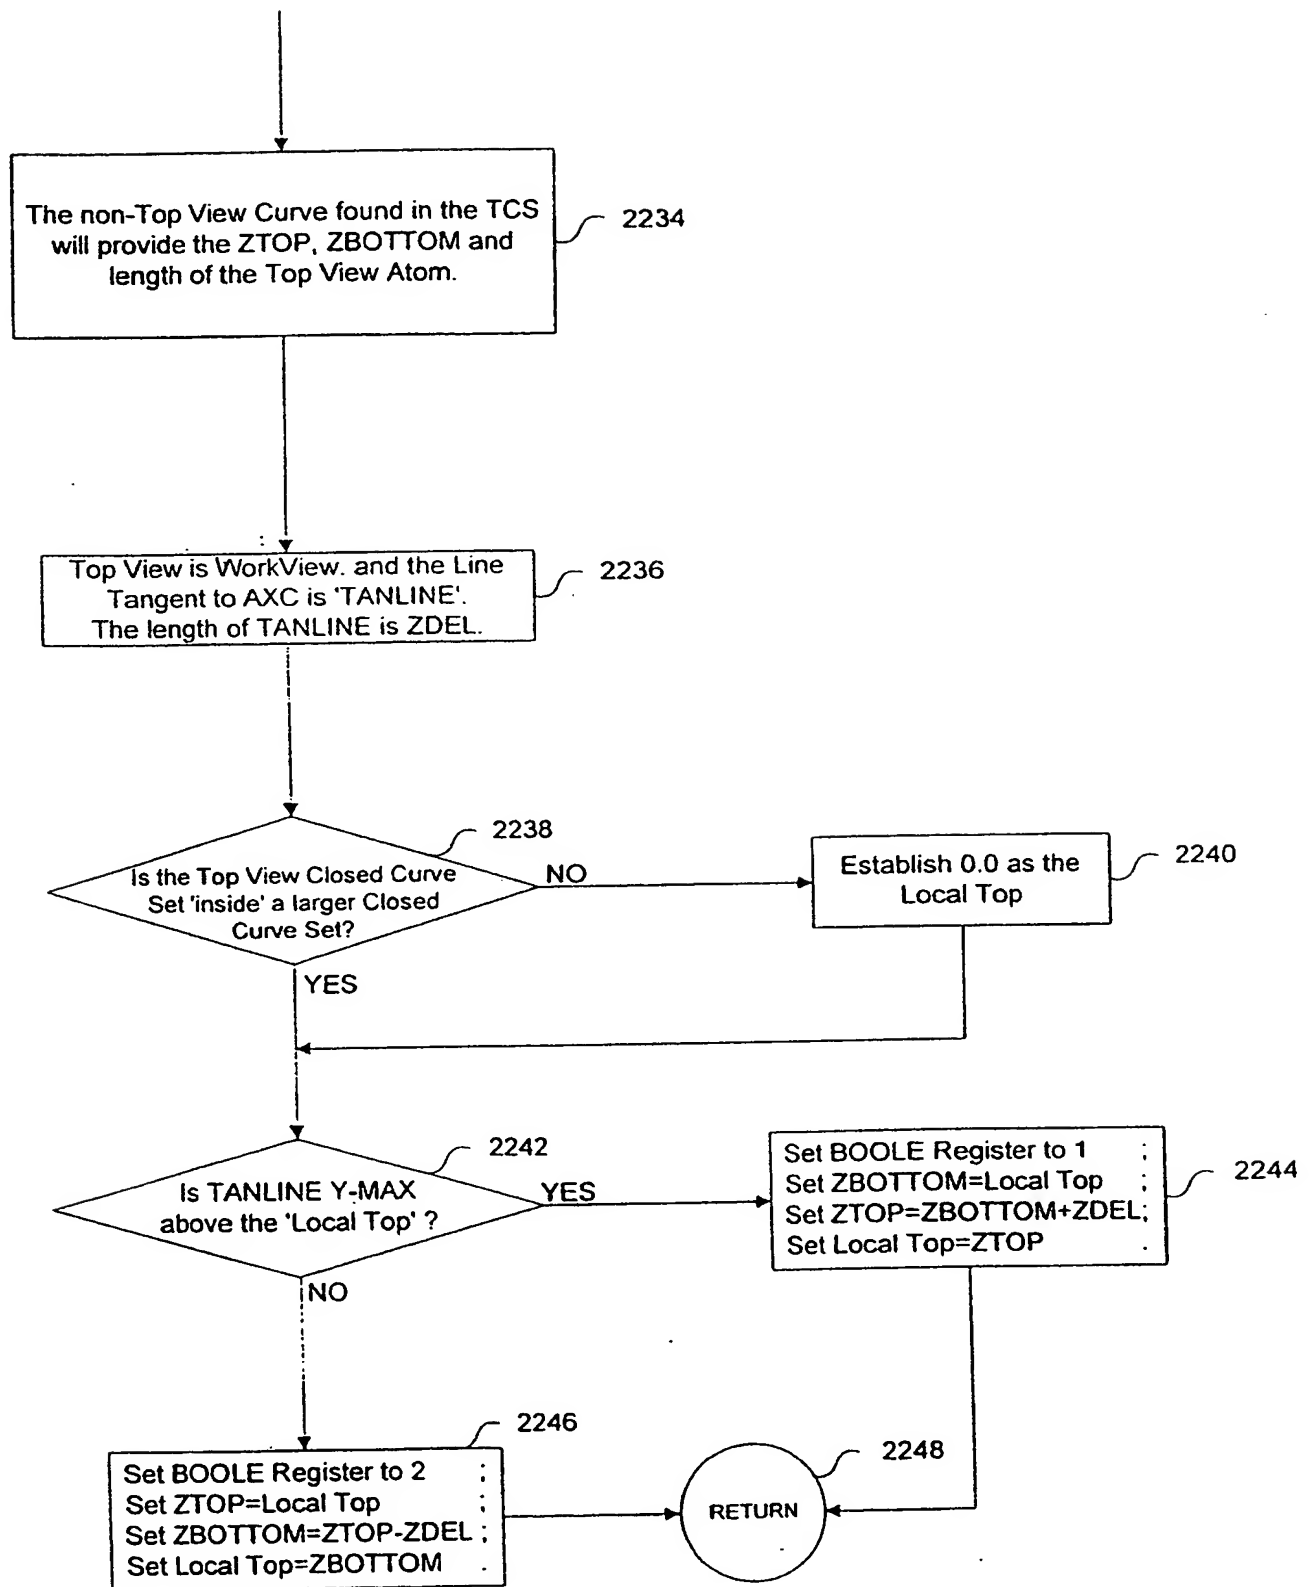 The non-Top View Curve found in the TCS
will provide the ZTOP, ZBOTTOM and
length of the Top View Atom.
2234
Top View is WorkView. and the Line
Tangent to AXC is 'TANLINE'.
The length of TANLINE is ZDEL.
2236
2238
Is the Top View Closed Curve
Set 'inside' a larger Closed
Curve Set?
NO
YES
Establish 0.0 as the
Local Top
2240
2242
Is TANLINE Y-MAX
above the 'Local Top' ?
YES
NO
Set BOOLE Register to 1 ;
Set ZBOTTOM=Local Top ;
Set ZTOP=ZBOTTOM+ZDEL;
Set Local Top=ZTOP .
2244
2246
Set BOOLE Register to 2 ;
Set ZTOP=Local Top ;
Set ZBOTTOM=ZTOP-ZDEL ;
Set Local Top=ZBOTTOM .
2248
RETURN